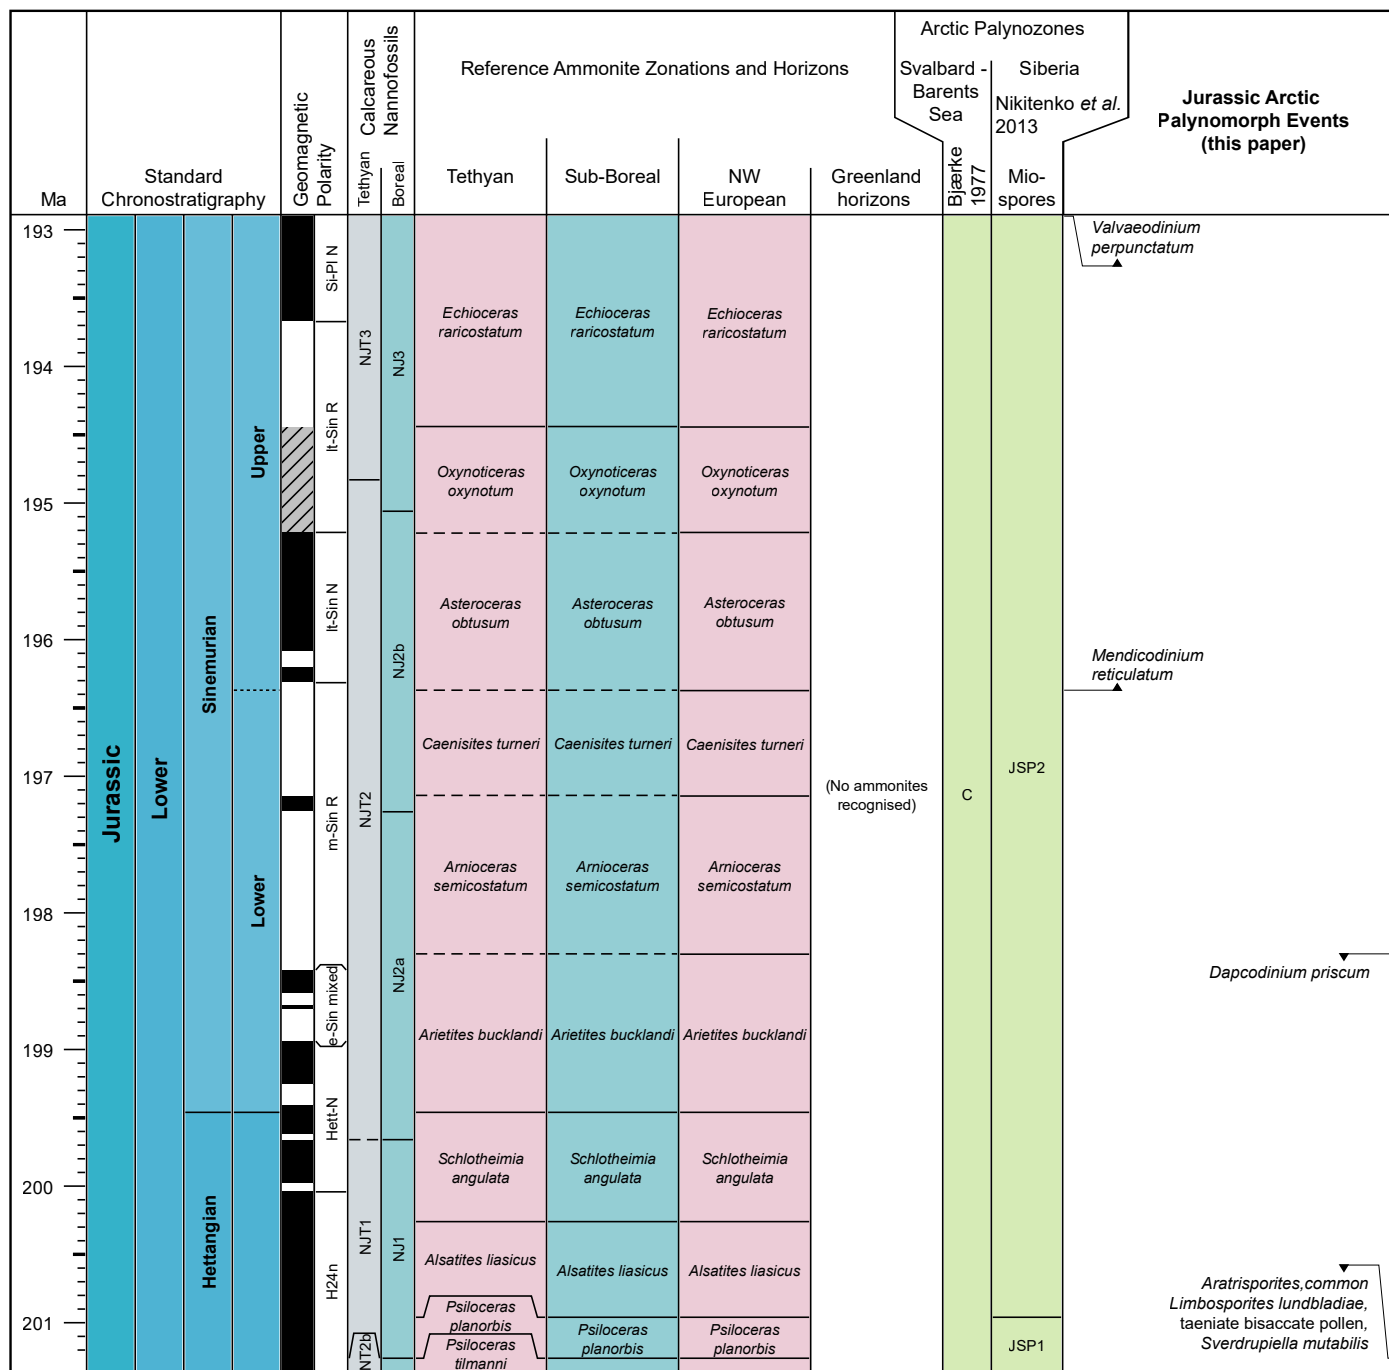 Ma
Standard
Chronostratigraphy
Geomagnetic
Polarity
Calcareous
Nannofossils
Tethyan
Boreal
Reference Ammonite Zonations and Horizons
Tethyan
Sub-Boreal
NW
European
Greenland
horizons
Arctic Palynozones
Svalbard -
Barents
Sea
Siberia
Nikitenko et al.
2013
Bjærke
1977
Mio-
spores
Jurassic Arctic
Palynomorph Events
(this paper)
193
194
195
196
197
198
199
200
201
Jurassic
Lower
Sinemurian
Hettangian
Upper
Lower
Si-Pl N
lt-Sin R
lt-Sin N
m-Sin R
e-Sin mixed
Hett-N
H24n
NJT3
NJT2
NJT1
NT2b
NJ3
NJ2b
NJ2a
NJ1
Echioceras
raricostatum
Echioceras
raricostatum
Echioceras
raricostatum
Oxynoticeras
oxynotum
Oxynoticeras
oxynotum
Oxynoticeras
oxynotum
Asteroceras
obtusum
Asteroceras
obtusum
Asteroceras
obtusum
Caenisites turneri
Caenisites turneri
Caenisites turneri
Arnioceras
semicostatum
Arnioceras
semicostatum
Arnioceras
semicostatum
Arietites bucklandi
Arietites bucklandi
Arietites bucklandi
Schlotheimia
angulata
Schlotheimia
angulata
Schlotheimia
angulata
Alsatites liasicus
Alsatites liasicus
Alsatites liasicus
Psiloceras
planorbis
Psiloceras
tilmanni
Psiloceras
planorbis
Psiloceras
planorbis
(No ammonites
recognised)
C
JSP2
JSP1
Valvaeodinium
perpunctatum
Mendicodinium
reticulatum
Dapcodinium priscum
Aratrisporites,common
Limbosporites lundbladiae,
taeniate bisaccate pollen,
Sverdrupiella mutabilis